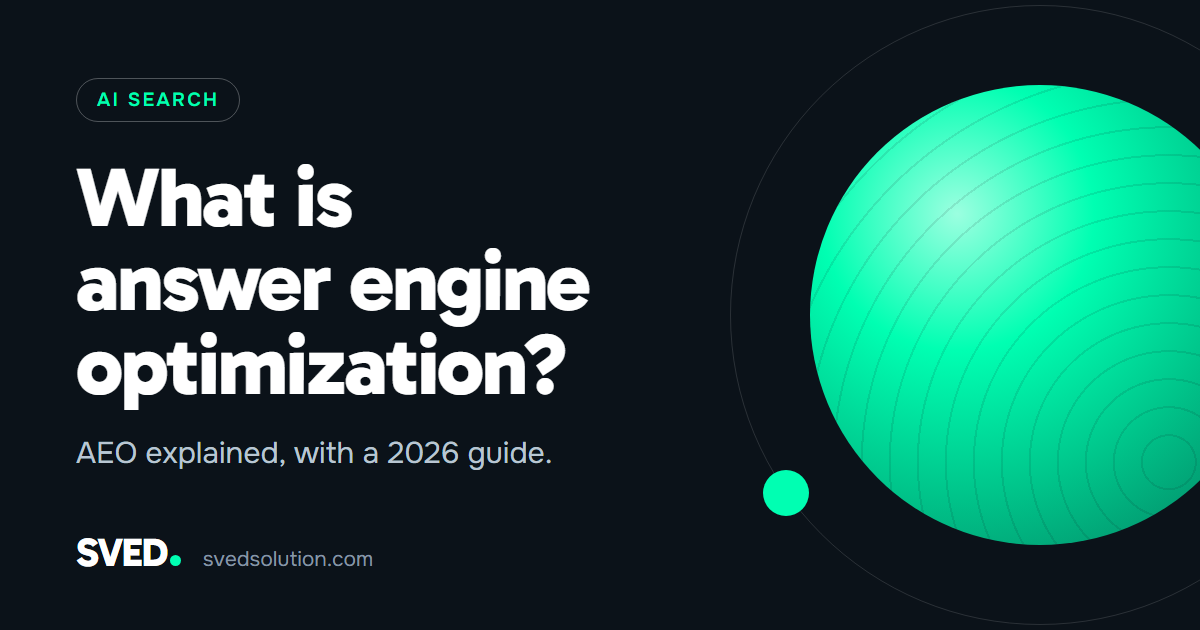 AI SEARCH
What is
answer engine
optimization?
AEO explained, with a 2026 guide.
SVED. svedsolution.com